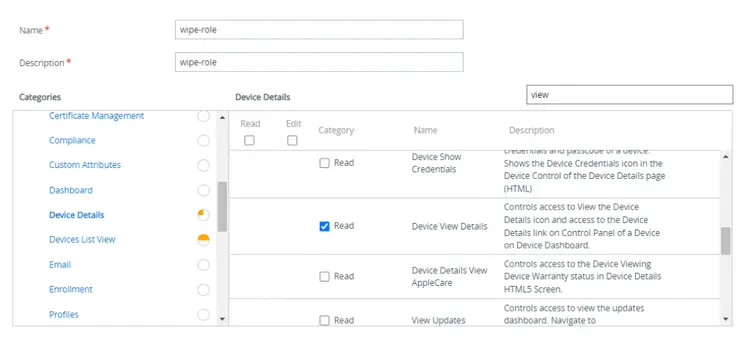 Name *
wipe-role
Description *
wipe-role
Categories
Device Details
view
Certificate Management
Compliance
Custom Attributes
Dashboard
Device Details
Devices List View
Email
Enrollment
Profiles
Read
Edit
Category
Name
Description
Read
Device Show
Credentials
credentials and passcode of a device.
Shows the Device Credentials icon in the
Device Control of the Device Details page
(HTML)
Read
Device View Details
Controls access to View the Device
Details icon and access to the Device
Details link on Control Panel of a Device
on Device Dashboard.
Read
Device Details View
AppleCare
Controls access to the Device Viewing
Device Warranty status in Device Details
HTML5 Screen.
Read
View Updates
Controls access to view the updates
dashboard. Navigate to